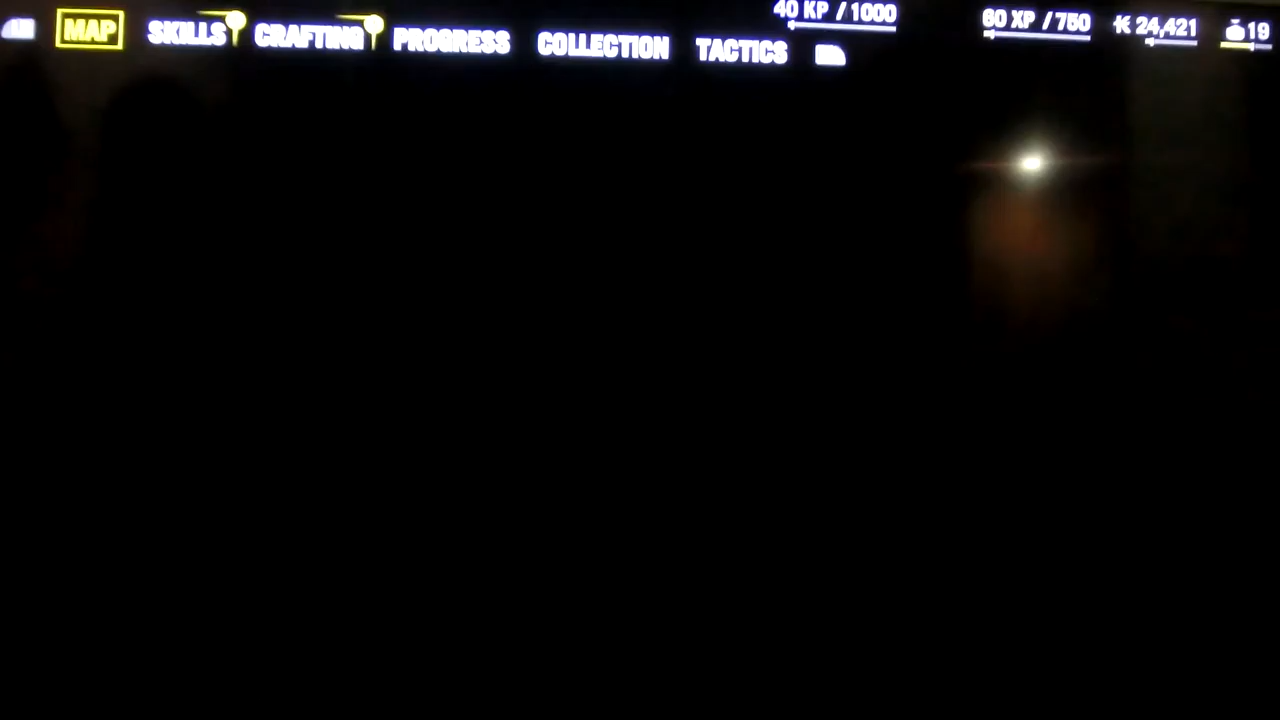 MAP SKILLS CRAFTING PROGRESS COLLECTION TACTICS
40 KP / 1000 60 XP / 750 24,421 19